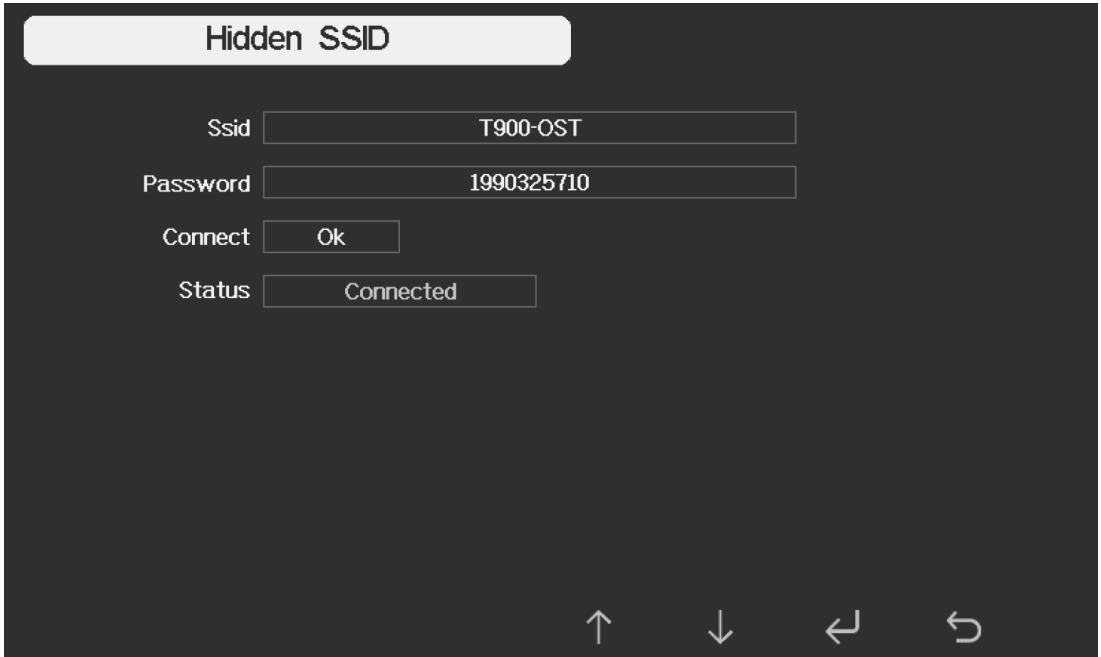 Hidden SSID
Ssid T900-OST
Password 1990325710
Connect Ok
Status Connected